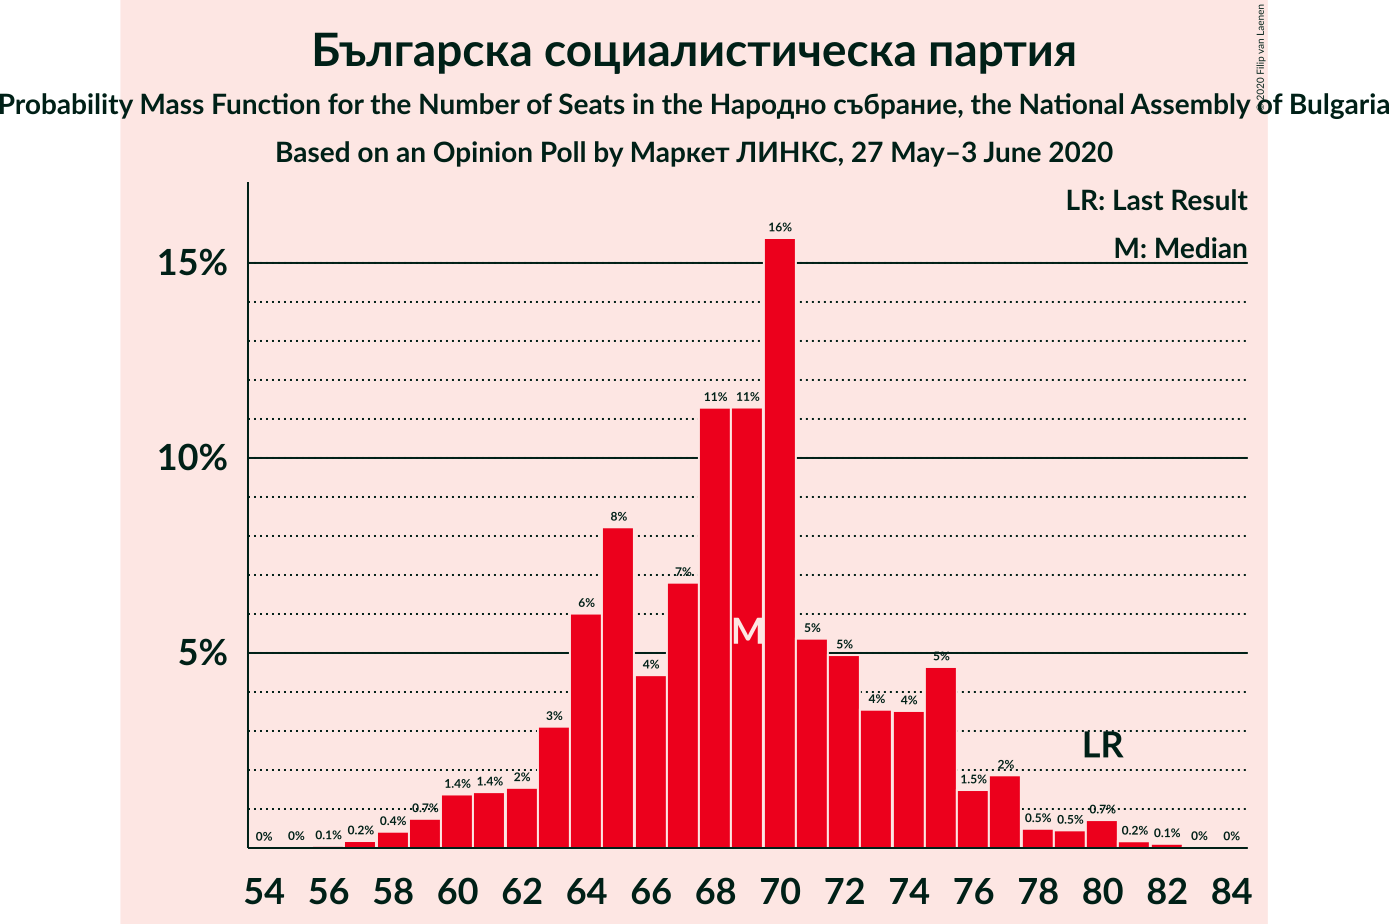 Българска социалистическа партия
Probability Mass Function for the Number of Seats in the Народно събрание, the National Assembly of Bulgaria
Based on an Opinion Poll by Маркет ЛИНКС, 27 May–3 June 2020
© 2020 Filip van Laenen
LR: Last Result
M: Median
15%
10%
5%
0% 0% 0.1% 0.2% 0.4% 0.7% 1.4% 1.4% 2% 3% 6% 8% 4% 7% 11% 11% 16% 5% 5% 4% 4% 5% 1.5% 2% 0.5% 0.5% 0.7% 0.2% 0.1% 0% 0%
M
LR
54 56 58 60 62 64 66 68 70 72 74 76 78 80 82 84